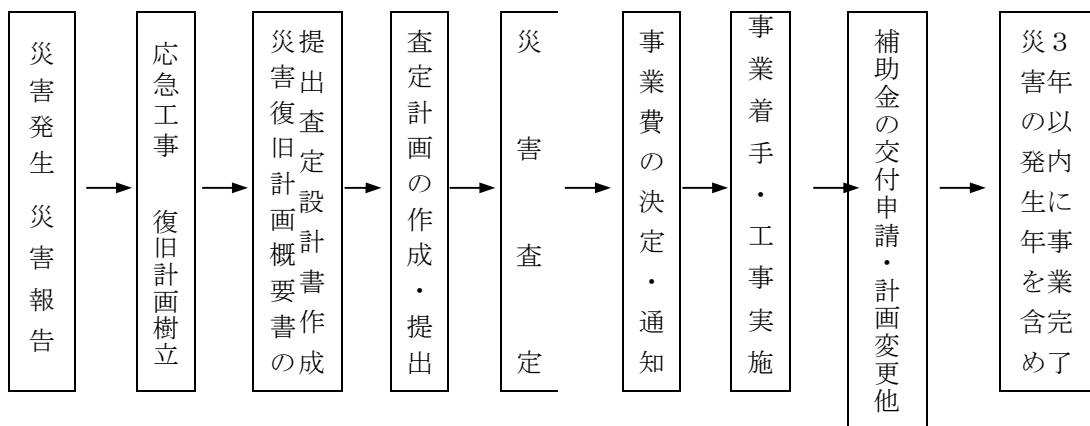 災害発生　災害報告
応急工事　復旧計画樹立
災害復旧計画概要書の
提出査定設計書作成
査定計画の作成・提出
災害査定
事業費の決定・通知
事業着手・工事実施
補助金の交付申請・計画変更他
災害の発生年を含め
３年以内に事業完了